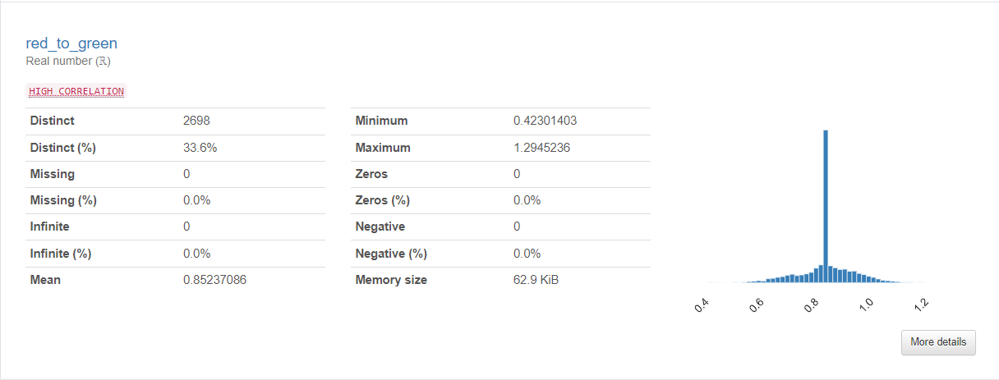 red_to_green
Real number (ℝ)
HIGH CORRELATION
Distinct 2698
Distinct (%) 33.6%
Missing 0
Missing (%) 0.0%
Infinite 0
Infinite (%) 0.0%
Mean 0.85237086
Minimum 0.42301403
Maximum 1.2945236
Zeros 0
Zeros (%) 0.0%
Negative 0
Negative (%) 0.0%
Memory size 62.9 KiB
0.4 0.6 0.8 1.0 1.2
More details